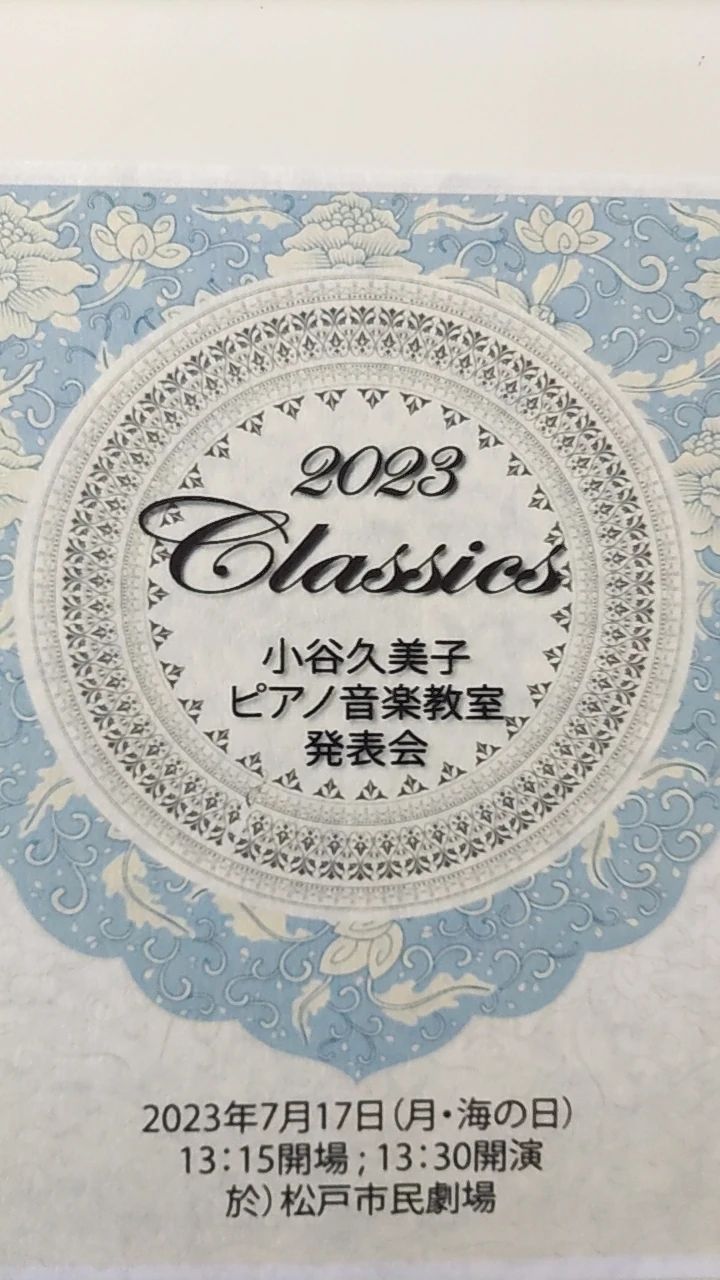 2023
Classics
小谷久美子
ピアノ音楽教室
発表会
2023年7月17日（月・海の日）
13：15開場 ; 13：30開演
於）松戸市民劇場